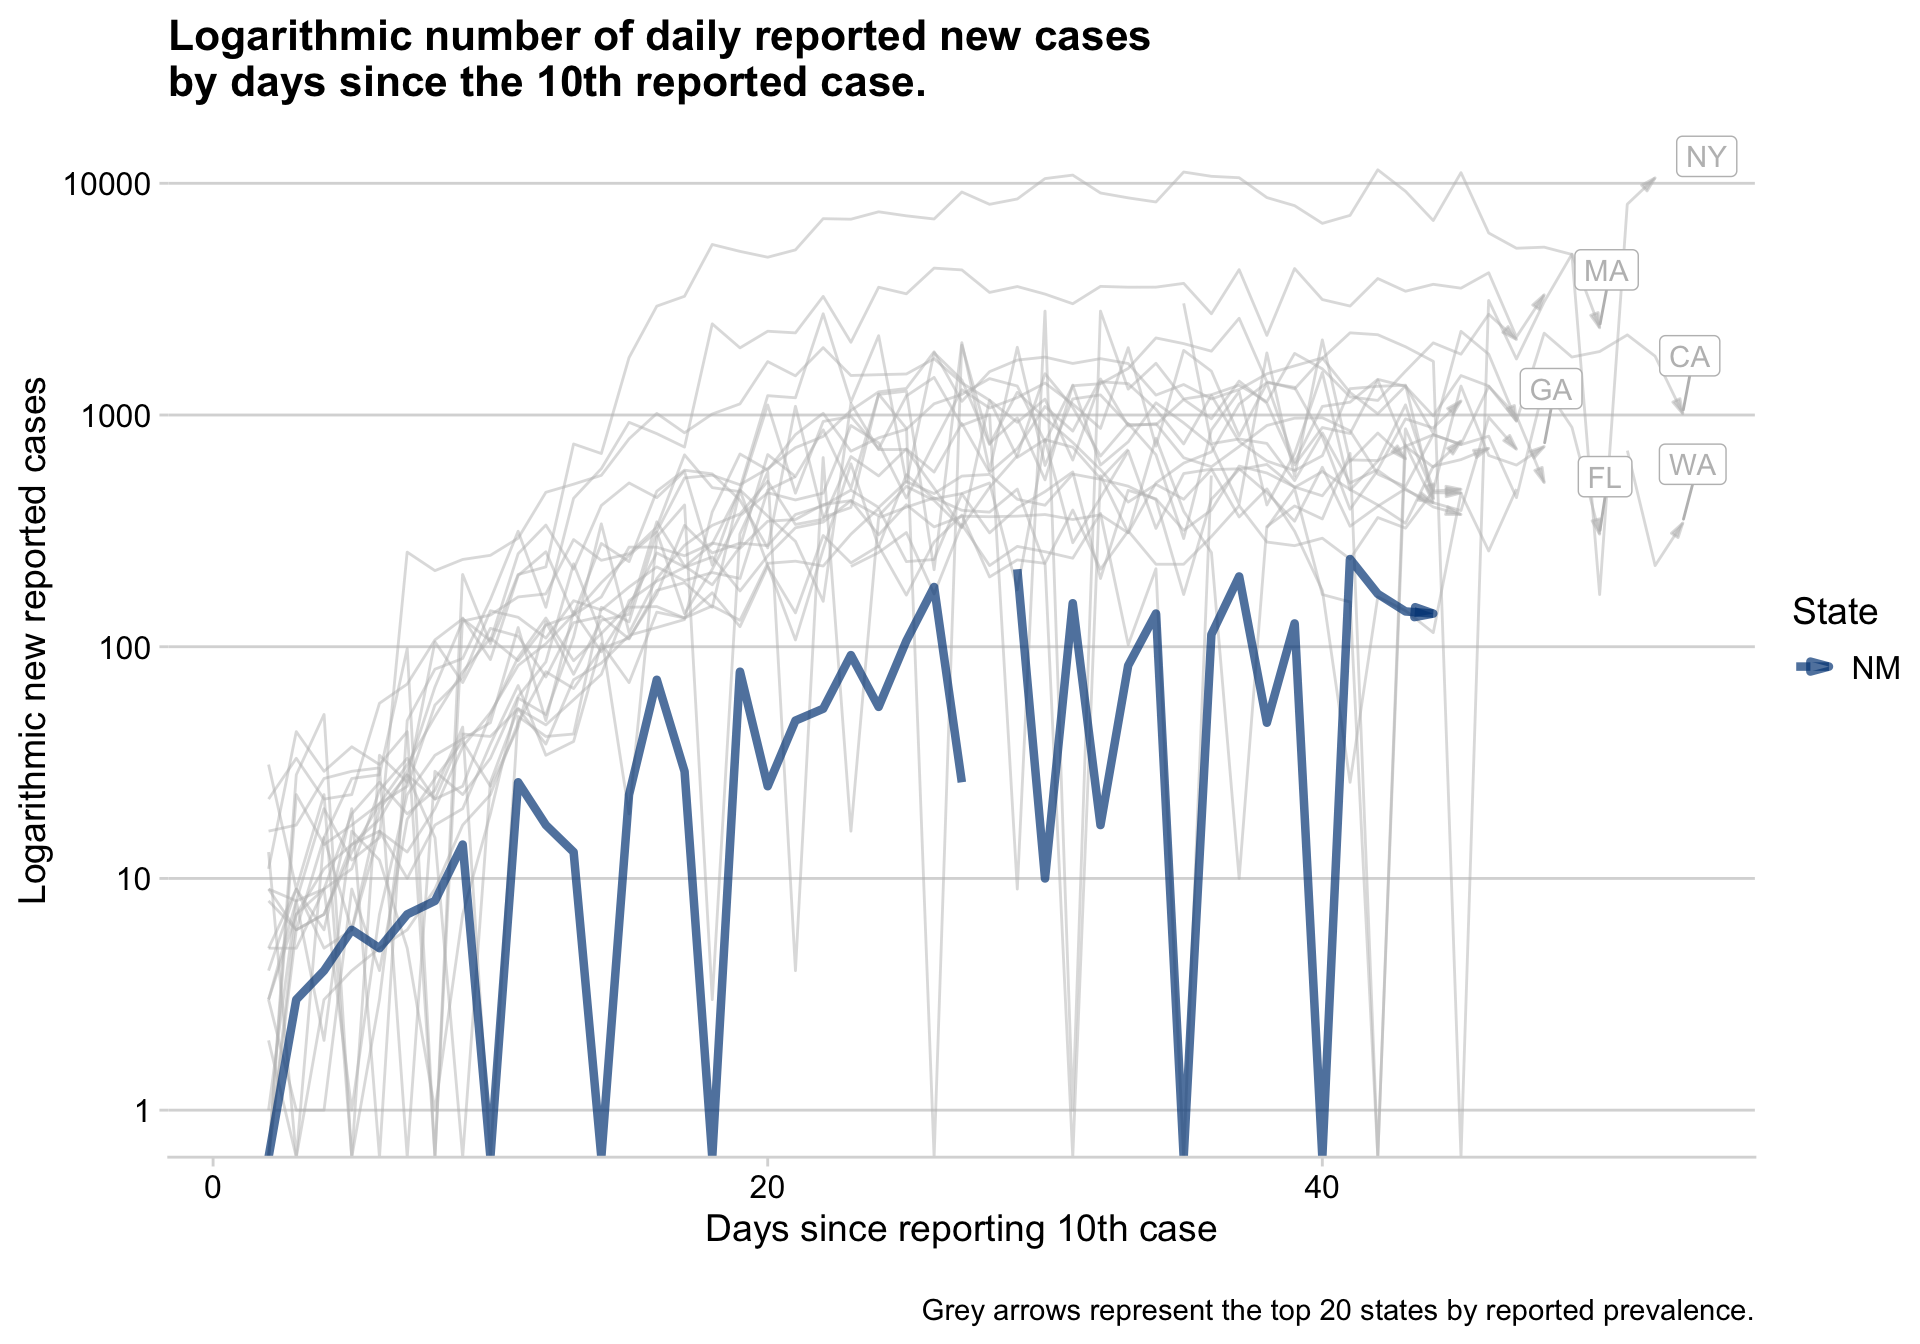 Logarithmic number of daily reported new cases
by days since the 10th reported case.
Logarithmic new reported cases
10000
1000
100
10
1
NY
MA
CA
GA
FL
WA
State
NM
0
20
40
Days since reporting 10th case
Grey arrows represent the top 20 states by reported prevalence.